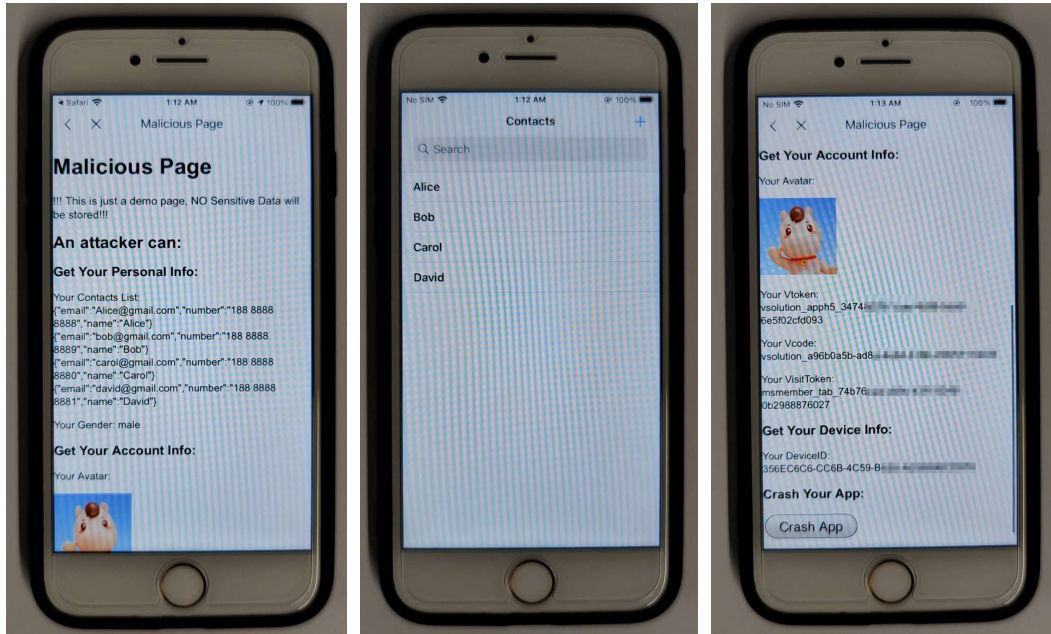 Safari
1:12 AM
100%
Malicious Page
Malicious Page
!!! This is just a demo page, NO Sensitive Data will
be stored!!!
An attacker can:
Get Your Personal Info:
Your Contacts List:
{"email":"Alice@gmail.com","number":"188 8888
8888","name":"Alice"}
{"email":"bob@gmail.com","number":"188 8888
8889","name":"Bob"}
{"email":"carol@gmail.com","number":"188 8888
8880","name":"Carol"}
{"email":"david@gmail.com","number":"188 8888
8881","name":"David"}
Your Gender: male
Get Your Account Info:
Your Avatar:
No SIM
1:12 AM
100%
Contacts
Search
Alice
Bob
Carol
David
No SIM
1:13 AM
100%
Malicious Page
Get Your Account Info:
Your Avatar:
Your Vtoken:
vsolution_apph5_3474
6e5f02cfd093
Your Vcode:
vsolution_a96b0a5b-ad8
Your VisitToken:
msmember_tab_74b76
0b2988876027
Get Your Device Info:
Your DeviceID:
356EC6C6-CC6B-4C59-B
Crash Your App:
Crash App